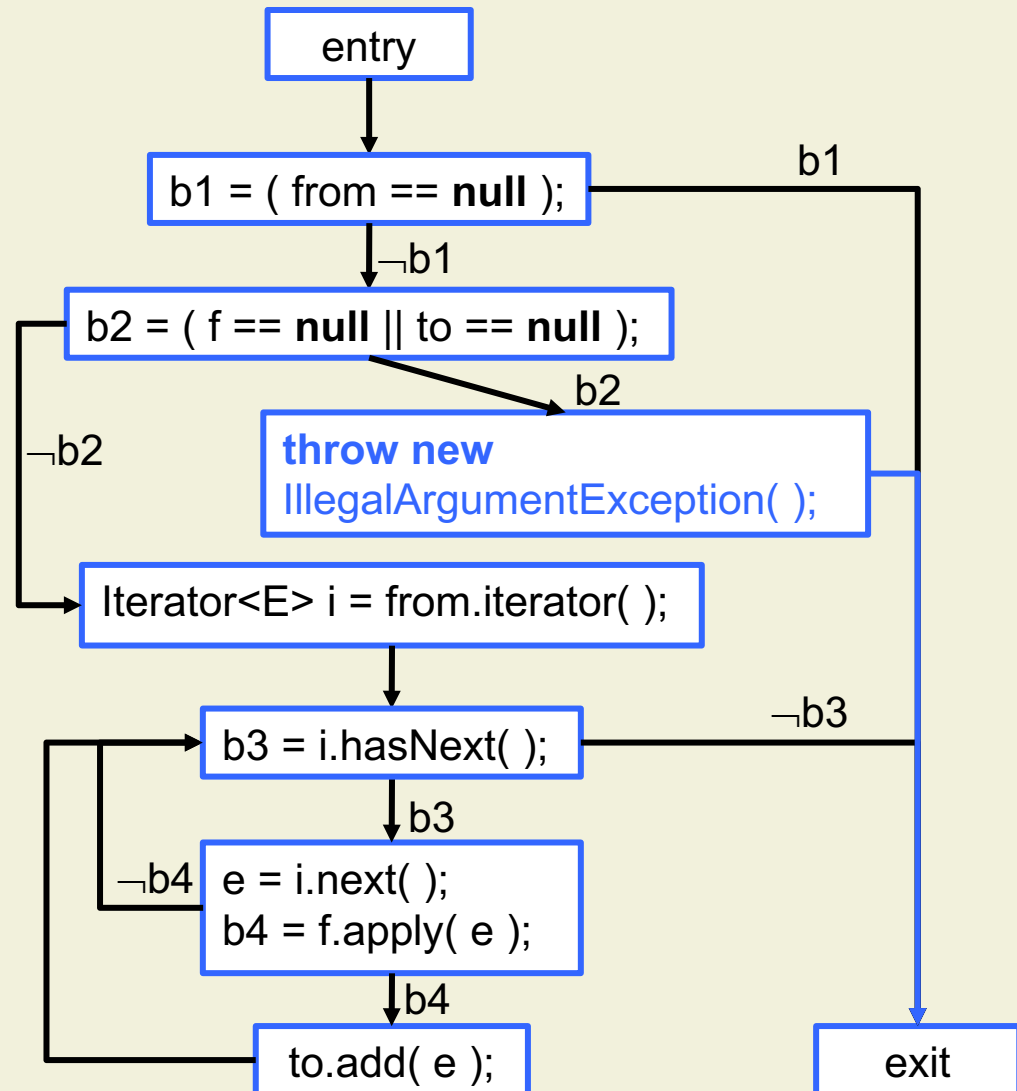 entry
b1
b1 = ( from == null );
¬b1
b2 = ( f == null || to == null );
b2
¬b2
throw new
IllegalArgumentException( );
Iterator<E> i = from.iterator( );
¬b3
b3 = i.hasNext( );
b3
¬b4
e = i.next( );
b4 = f.apply( e );
b4
to.add( e );
exit